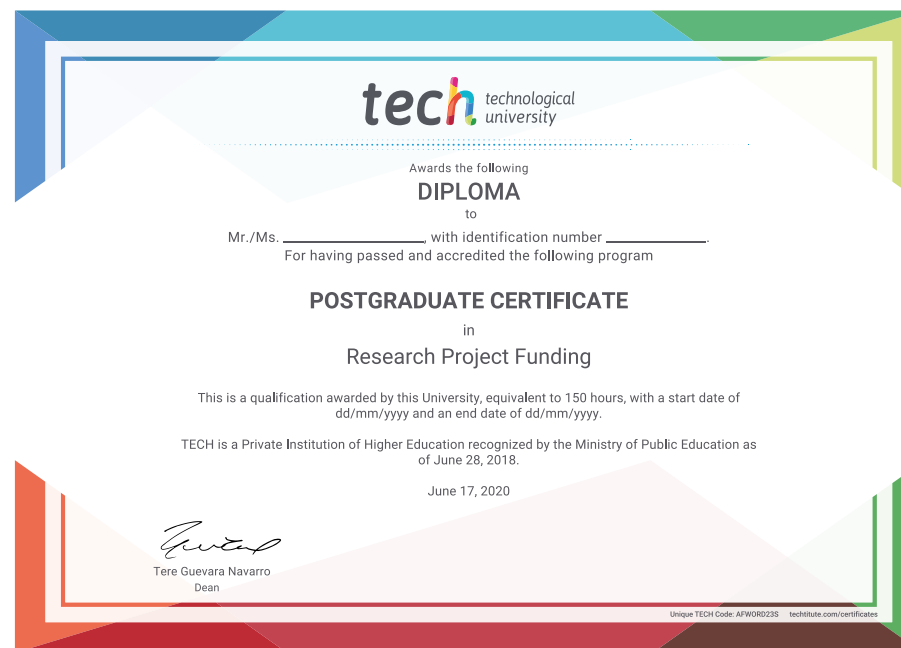 tech technological
university
Awards the following
DIPLOMA
to
Mr./Ms. ____________, with identification number ____________.
For having passed and accredited the following program
POSTGRADUATE CERTIFICATE
in
Research Project Funding
This is a qualification awarded by this University, equivalent to 150 hours, with a start date of
dd/mm/yyyy and an end date of dd/mm/yyyy.
TECH is a Private Institution of Higher Education recognized by the Ministry of Public Education as
of June 28, 2018.
June 17, 2020
Tere Guevara Navarro
Dean
Unique TECH Code: AFWORD23S techtitute.com/certificates